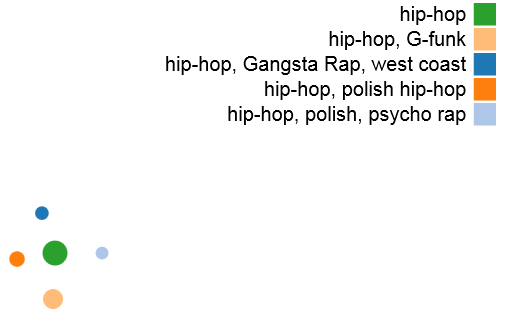 hip-hop
hip-hop, G-funk
hip-hop, Gangsta Rap, west coast
hip-hop, polish hip-hop
hip-hop, polish, psycho rap